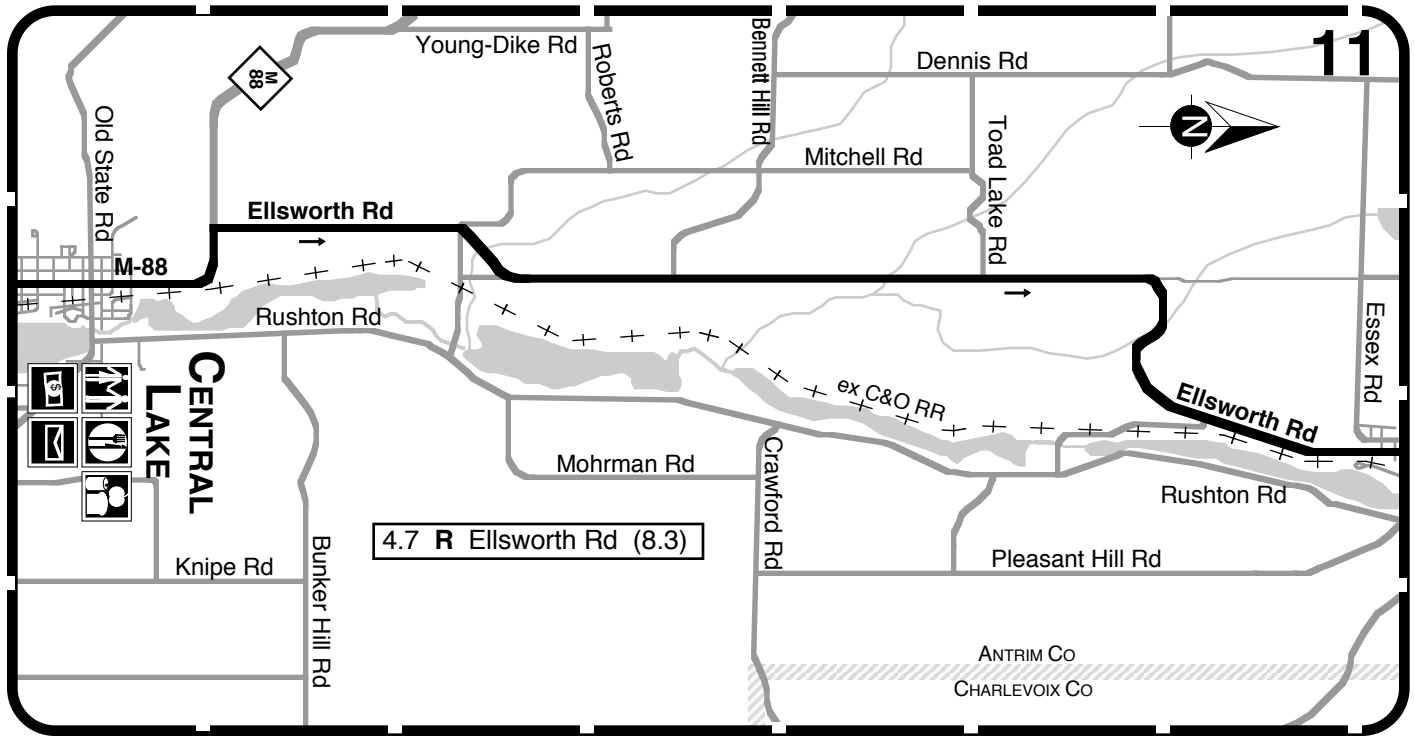 11
Young-Dike Rd
Roberts Rd
Bennett Hill Rd
Dennis Rd
M
88
Old State Rd
Mitchell Rd
Toad Lake Rd
N
Ellsworth Rd
M-88
Rushton Rd
Essex Rd
ex C&O RR
Ellsworth Rd
CENTRAL
LAKE
$
Mohrman Rd
Crawford Rd
Rushton Rd
4.7 R Ellsworth Rd (8.3)
Bunker Hill Rd
Knipe Rd
Pleasant Hill Rd
ANTRIM CO
CHARLEVOIX CO